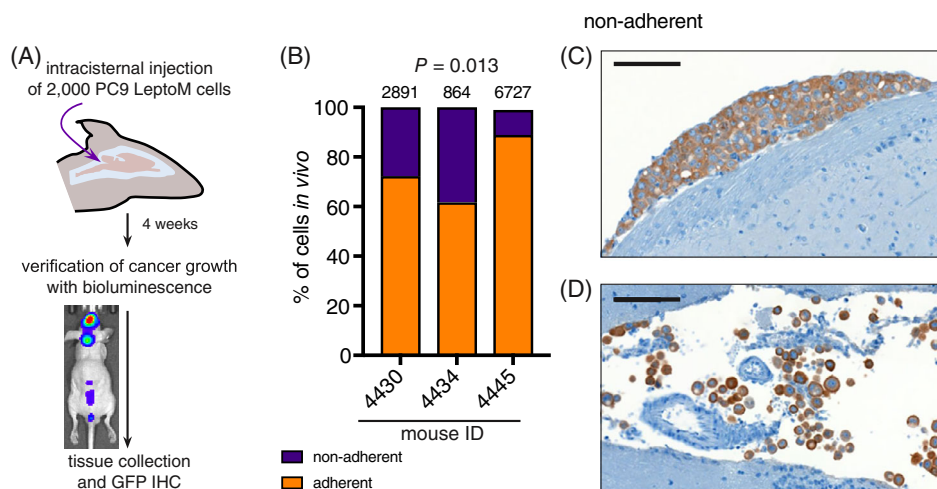 non-adherent
(A)
intracisternal injection
of 2,000 PC9 LeptoM cells
4 weeks
verification of cancer growth
with bioluminescence
tissue collection
and GFP IHC
(B)
P = 0.013
2891 864 6727
% of cells in vivo
100
80
60
40
20
0
4430 4434 4445
mouse ID
non-adherent
adherent
(C)
(D)